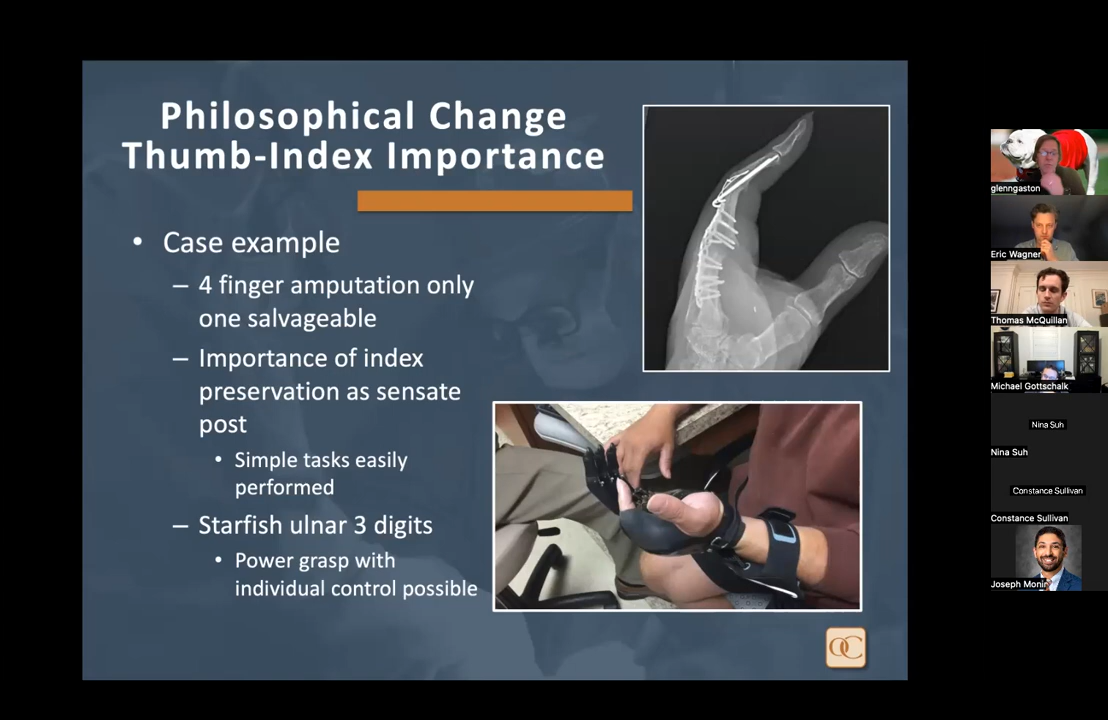 Philosophical Change
Thumb-Index Importance
• Case example
– 4 finger amputation only
one salvageable
– Importance of index
preservation as sensate
post
• Simple tasks easily
performed
– Starfish ulnar 3 digits
• Power grasp with
individual control possible
OC
glenngaston
Eric Wagner
Thomas McQuillan
Michael Gottschalk
Nina Suh
Nina Suh
Constance Sullivan
Constance Sullivan
Joseph Monir